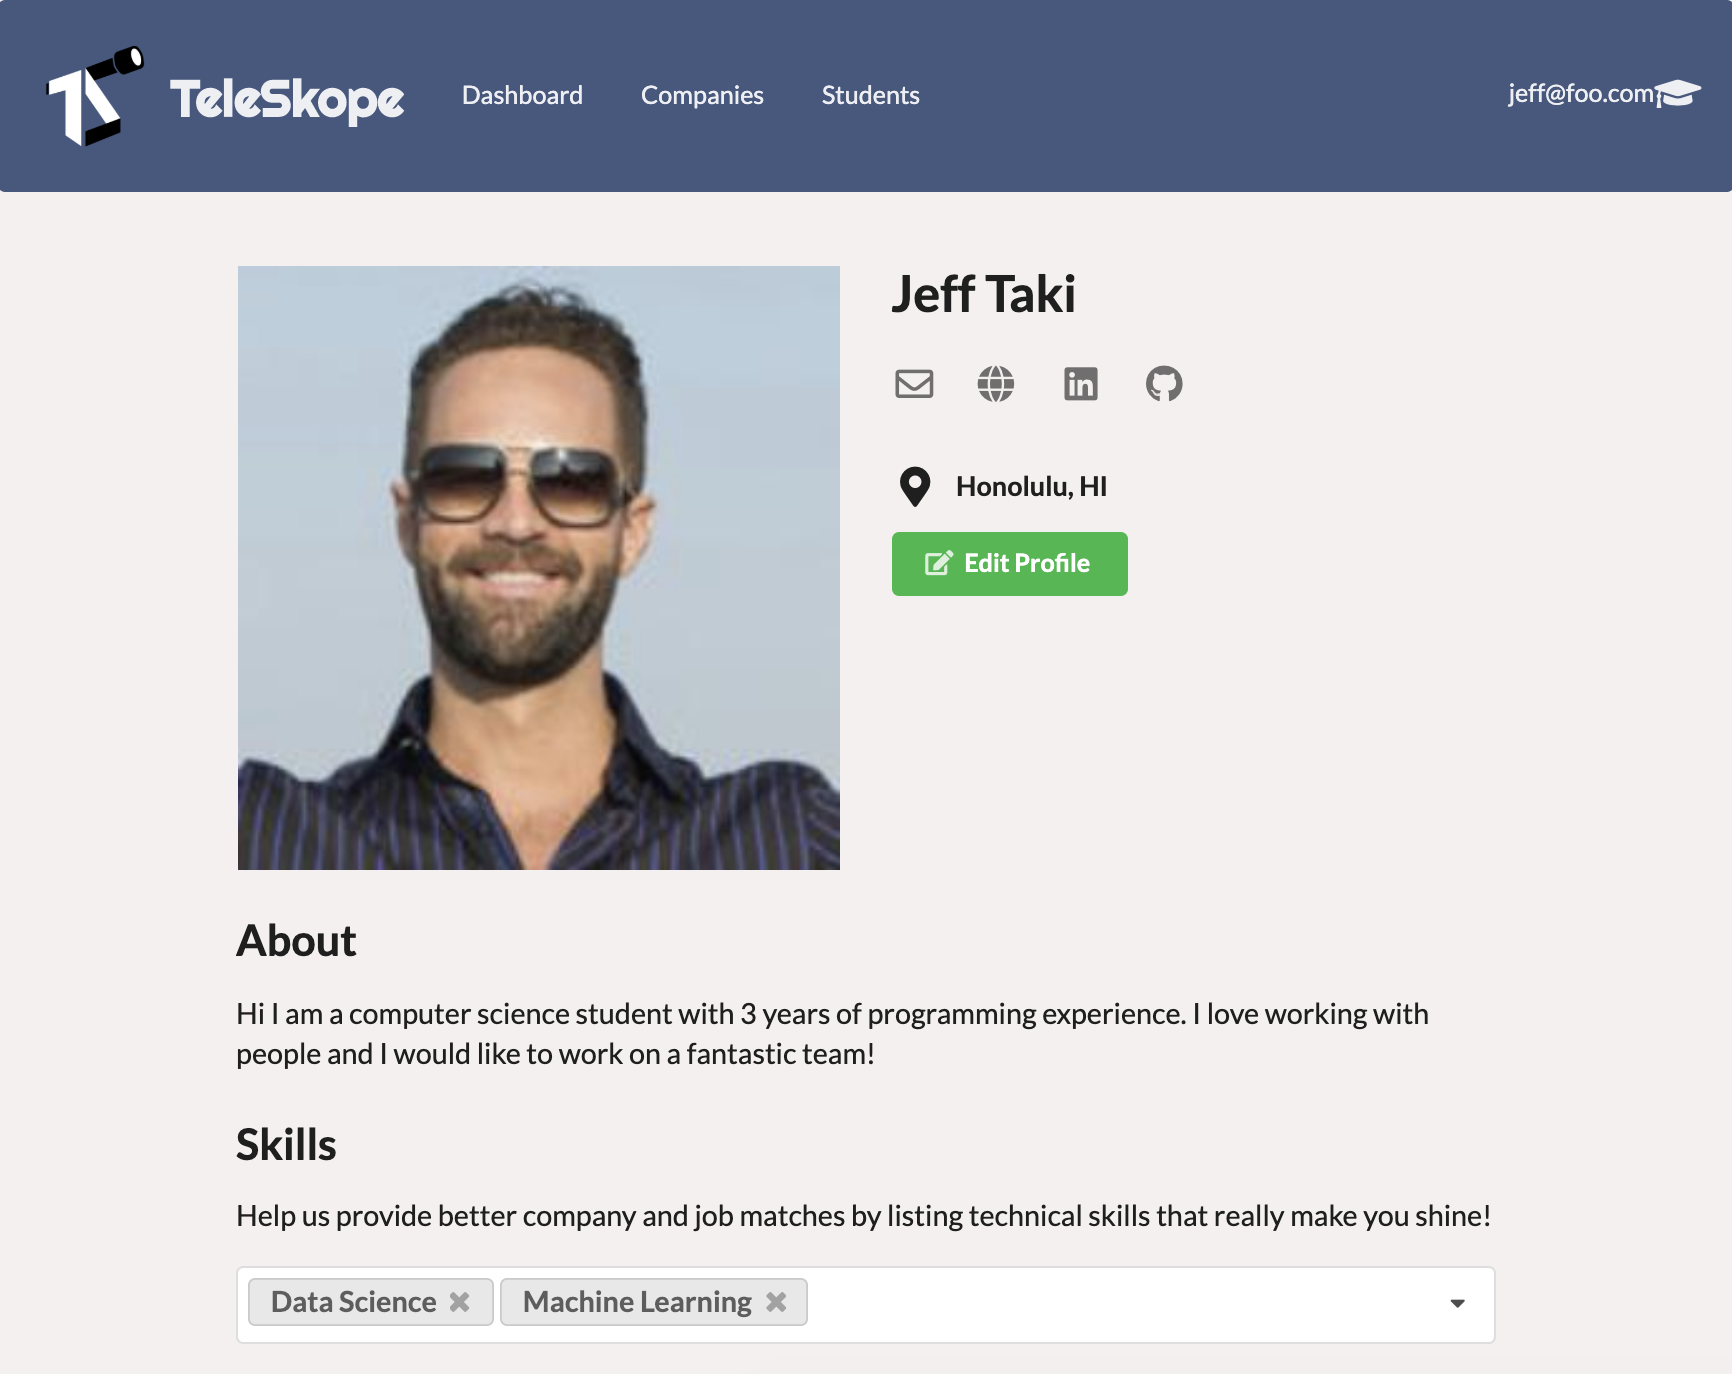 TeleSkope Dashboard Companies Students jeff@foo.com
Jeff Taki
Honolulu, HI
Edit Profile
About
Hi I am a computer science student with 3 years of programming experience. I love working with
people and I would like to work on a fantastic team!
Skills
Help us provide better company and job matches by listing technical skills that really make you shine!
Data Science Machine Learning